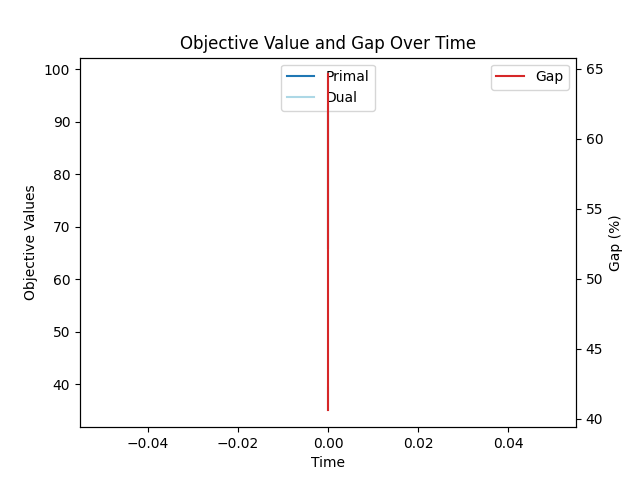 Objective Value and Gap Over Time
Primal
Dual
Gap
100
90
80
70
60
50
40
Objective Values
65
60
55
50
45
40
Gap (%)
−0.04
−0.02
0.00
0.02
0.04
Time